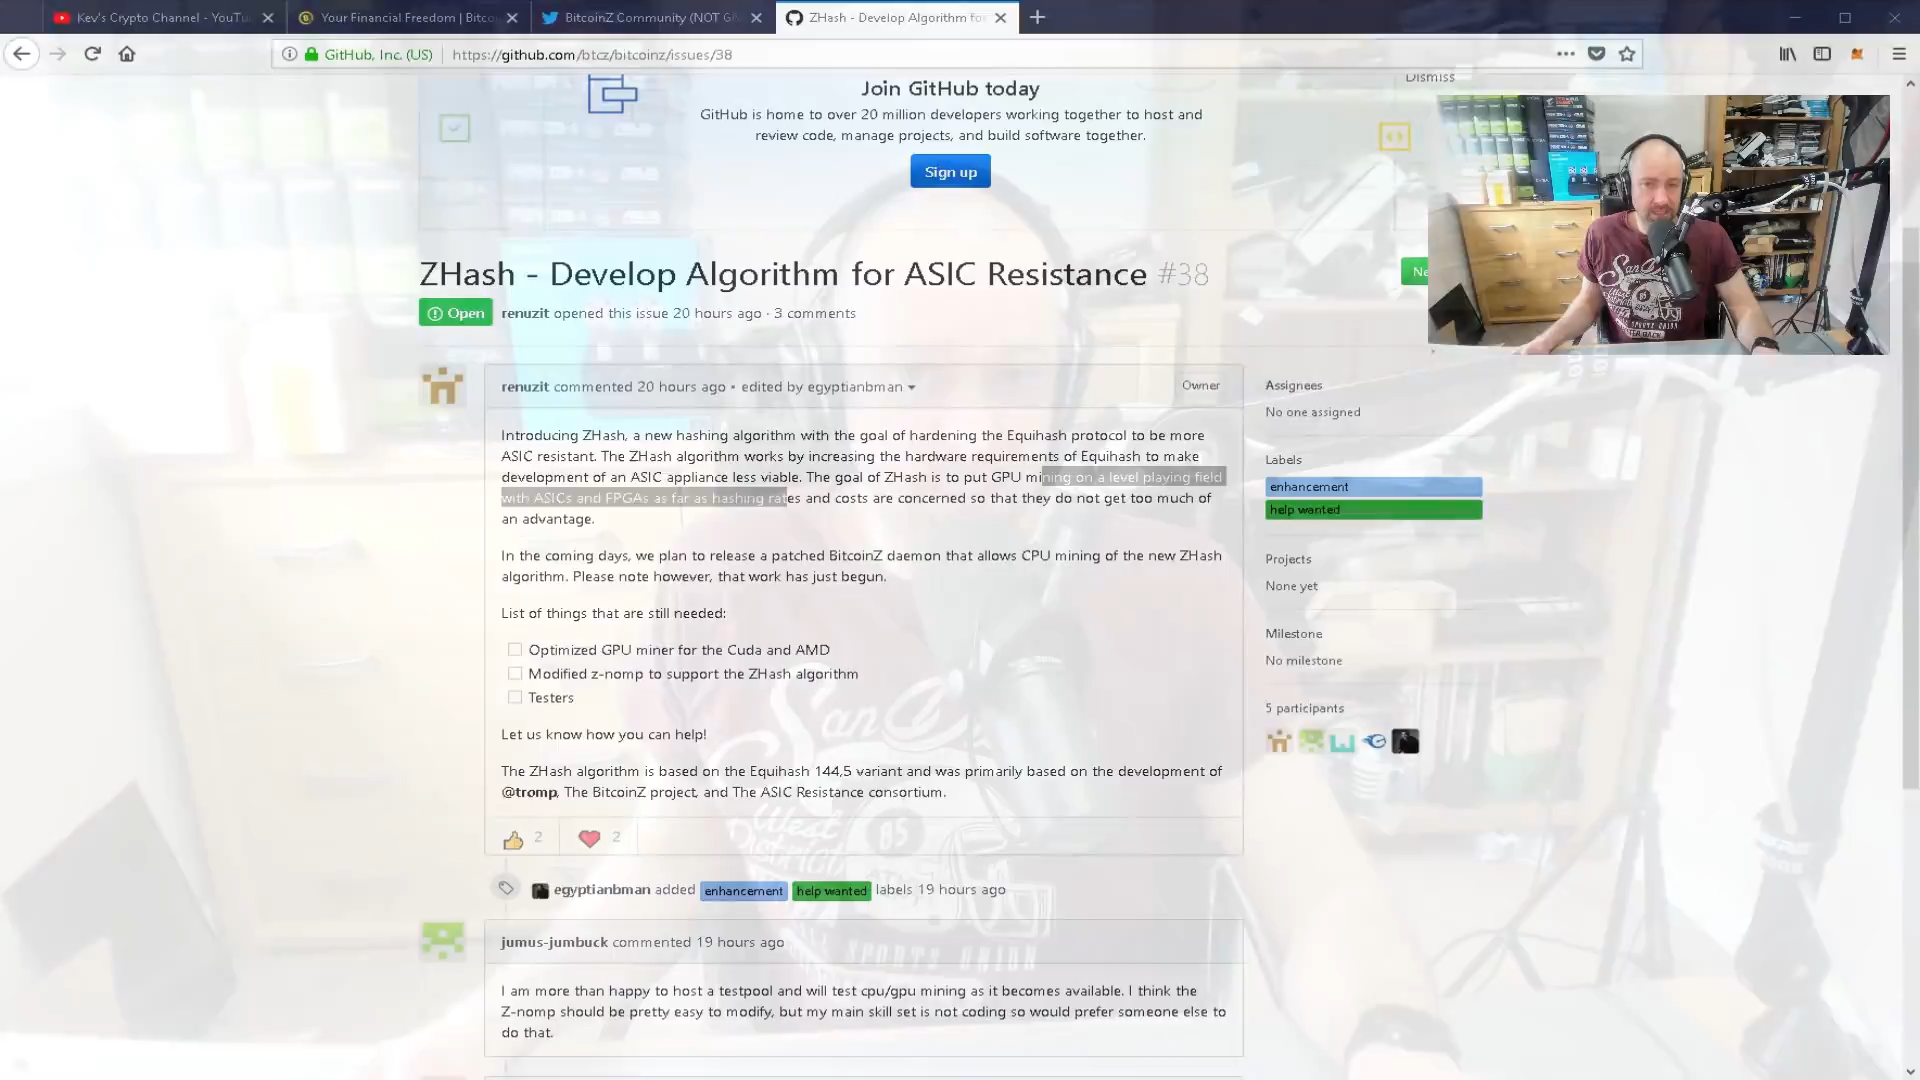 Kev's Crypto Channel - YouTu
Your Financial Freedom | Bitco
BitcoinZ Community (NOT GI
ZHash - Develop Algorithm for
GitHub, Inc. (US)
https://github.com/btcz/bitcoinz/issues/38
Dismiss
Join GitHub today
GitHub is home to over 20 million developers working together to host and
review code, manage projects, and build software together.
Sign up
ZHash - Develop Algorithm for ASIC Resistance #38
Ne
Open
renuzit opened this issue 20 hours ago · 3 comments
renuzit commented 20 hours ago • edited by egyptianbman
Owner
Introducing ZHash, a new hashing algorithm with the goal of hardening the Equihash protocol to be more
ASIC resistant. The ZHash algorithm works by increasing the hardware requirements of Equihash to make
development of an ASIC appliance less viable. The goal of ZHash is to put GPU mining on a level playing field
with ASICs and FPGAs as far as hashing rates and costs are concerned so that they do not get too much of
an advantage.
In the coming days, we plan to release a patched BitcoinZ daemon that allows CPU mining of the new ZHash
algorithm. Please note however, that work has just begun.
List of things that are still needed:
Optimized GPU miner for the Cuda and AMD
Modified z-nomp to support the ZHash algorithm
Testers
Let us know how you can help!
The ZHash algorithm is based on the Equihash 144,5 variant and was primarily based on the development of
@tromp, The BitcoinZ project, and The ASIC Resistance consortium.
2
2
egyptianbman added enhancement help wanted labels 19 hours ago
jumus-jumbuck commented 19 hours ago
I am more than happy to host a testpool and will test cpu/gpu mining as it becomes available. I think the
Z-nomp should be pretty easy to modify, but my main skill set is not coding so would prefer someone else to
do that.
Assignees
No one assigned
Labels
enhancement
help wanted
Projects
None yet
Milestone
No milestone
5 participants
San
West
85
SPORTS UNION